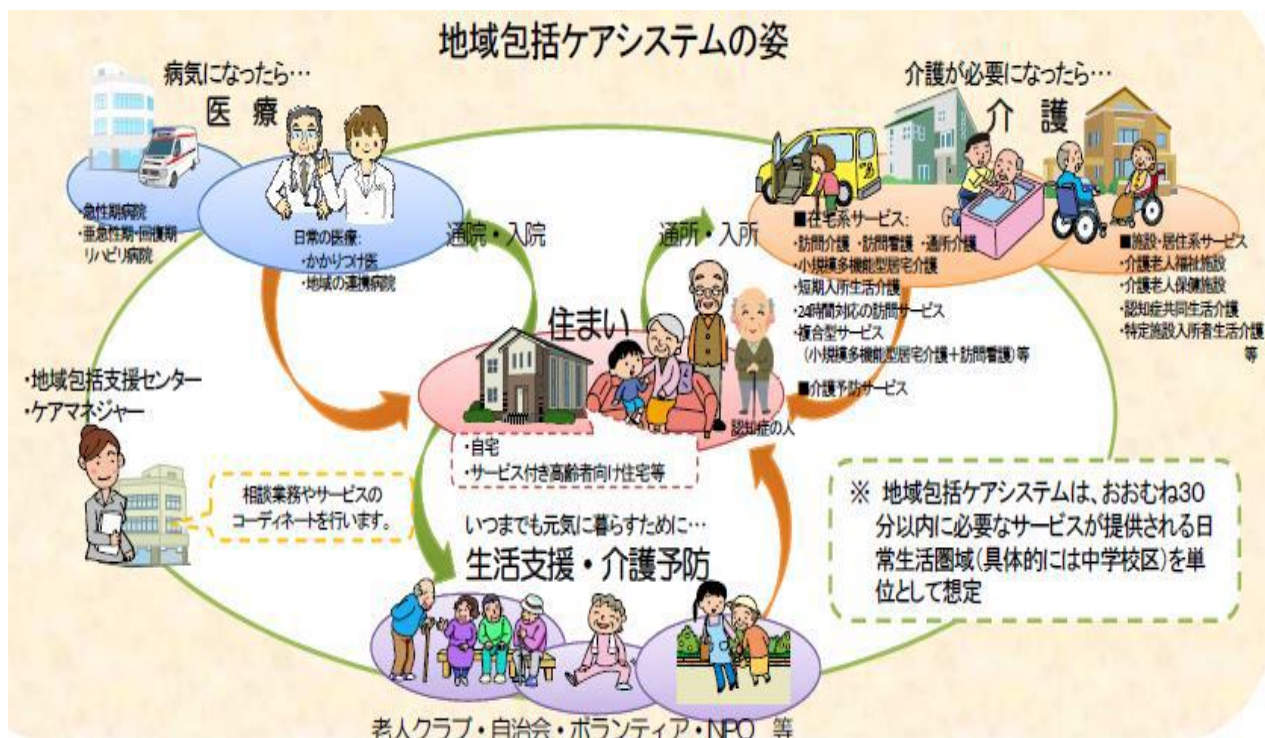 地域包括ケアシステムの姿
病気になったら…
医 療
・急性期病院
・亜急性期・回復期
リハビリ病院
日常の医療:
・かかりつけ医
・地域の連携病院
通院・入院
介護が必要になったら…
介 護
通所・入所
■在宅系サービス:
・訪問介護 ・訪問看護 ・通所介護
・小規模多機能型居宅介護
・短期入所生活介護
・24時間対応の訪問サービス
・複合型サービス
(小規模多機能型居宅介護＋訪問看護)等
■介護予防サービス
■施設・居住系サービス
・介護老人福祉施設
・介護老人保健施設
・認知症共同生活介護
・特定施設入所者生活介護
等
住まい
認知症の人
・自宅
・サービス付き高齢者向け住宅等
・地域包括支援センター
・ケアマネジャー
相談業務やサービスの
コーディネートを行います。
いつまでも元気に暮らすために…
生活支援・介護予防
老人クラブ・自治会・ボランティア・NPO 等
※ 地域包括ケアシステムは、おおむね30
分以内に必要なサービスが提供される日
常生活圏域(具体的には中学校区)を単
位として想定